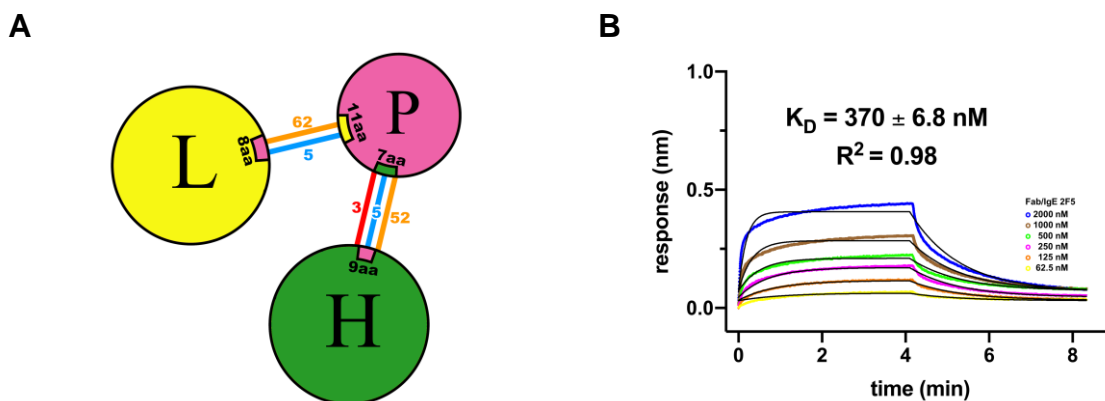 A
L
8aa
62
5
11aa
P
7aa
3
5
52
9aa
H
B
response (nm)
1.0
0.5
0.0
K_D = 370 ± 6.8 nM
R² = 0.98
Fab/IgE 2F5
2000 nM
1000 nM
500 nM
250 nM
125 nM
62.5 nM
0 2 4 6 8
time (min)